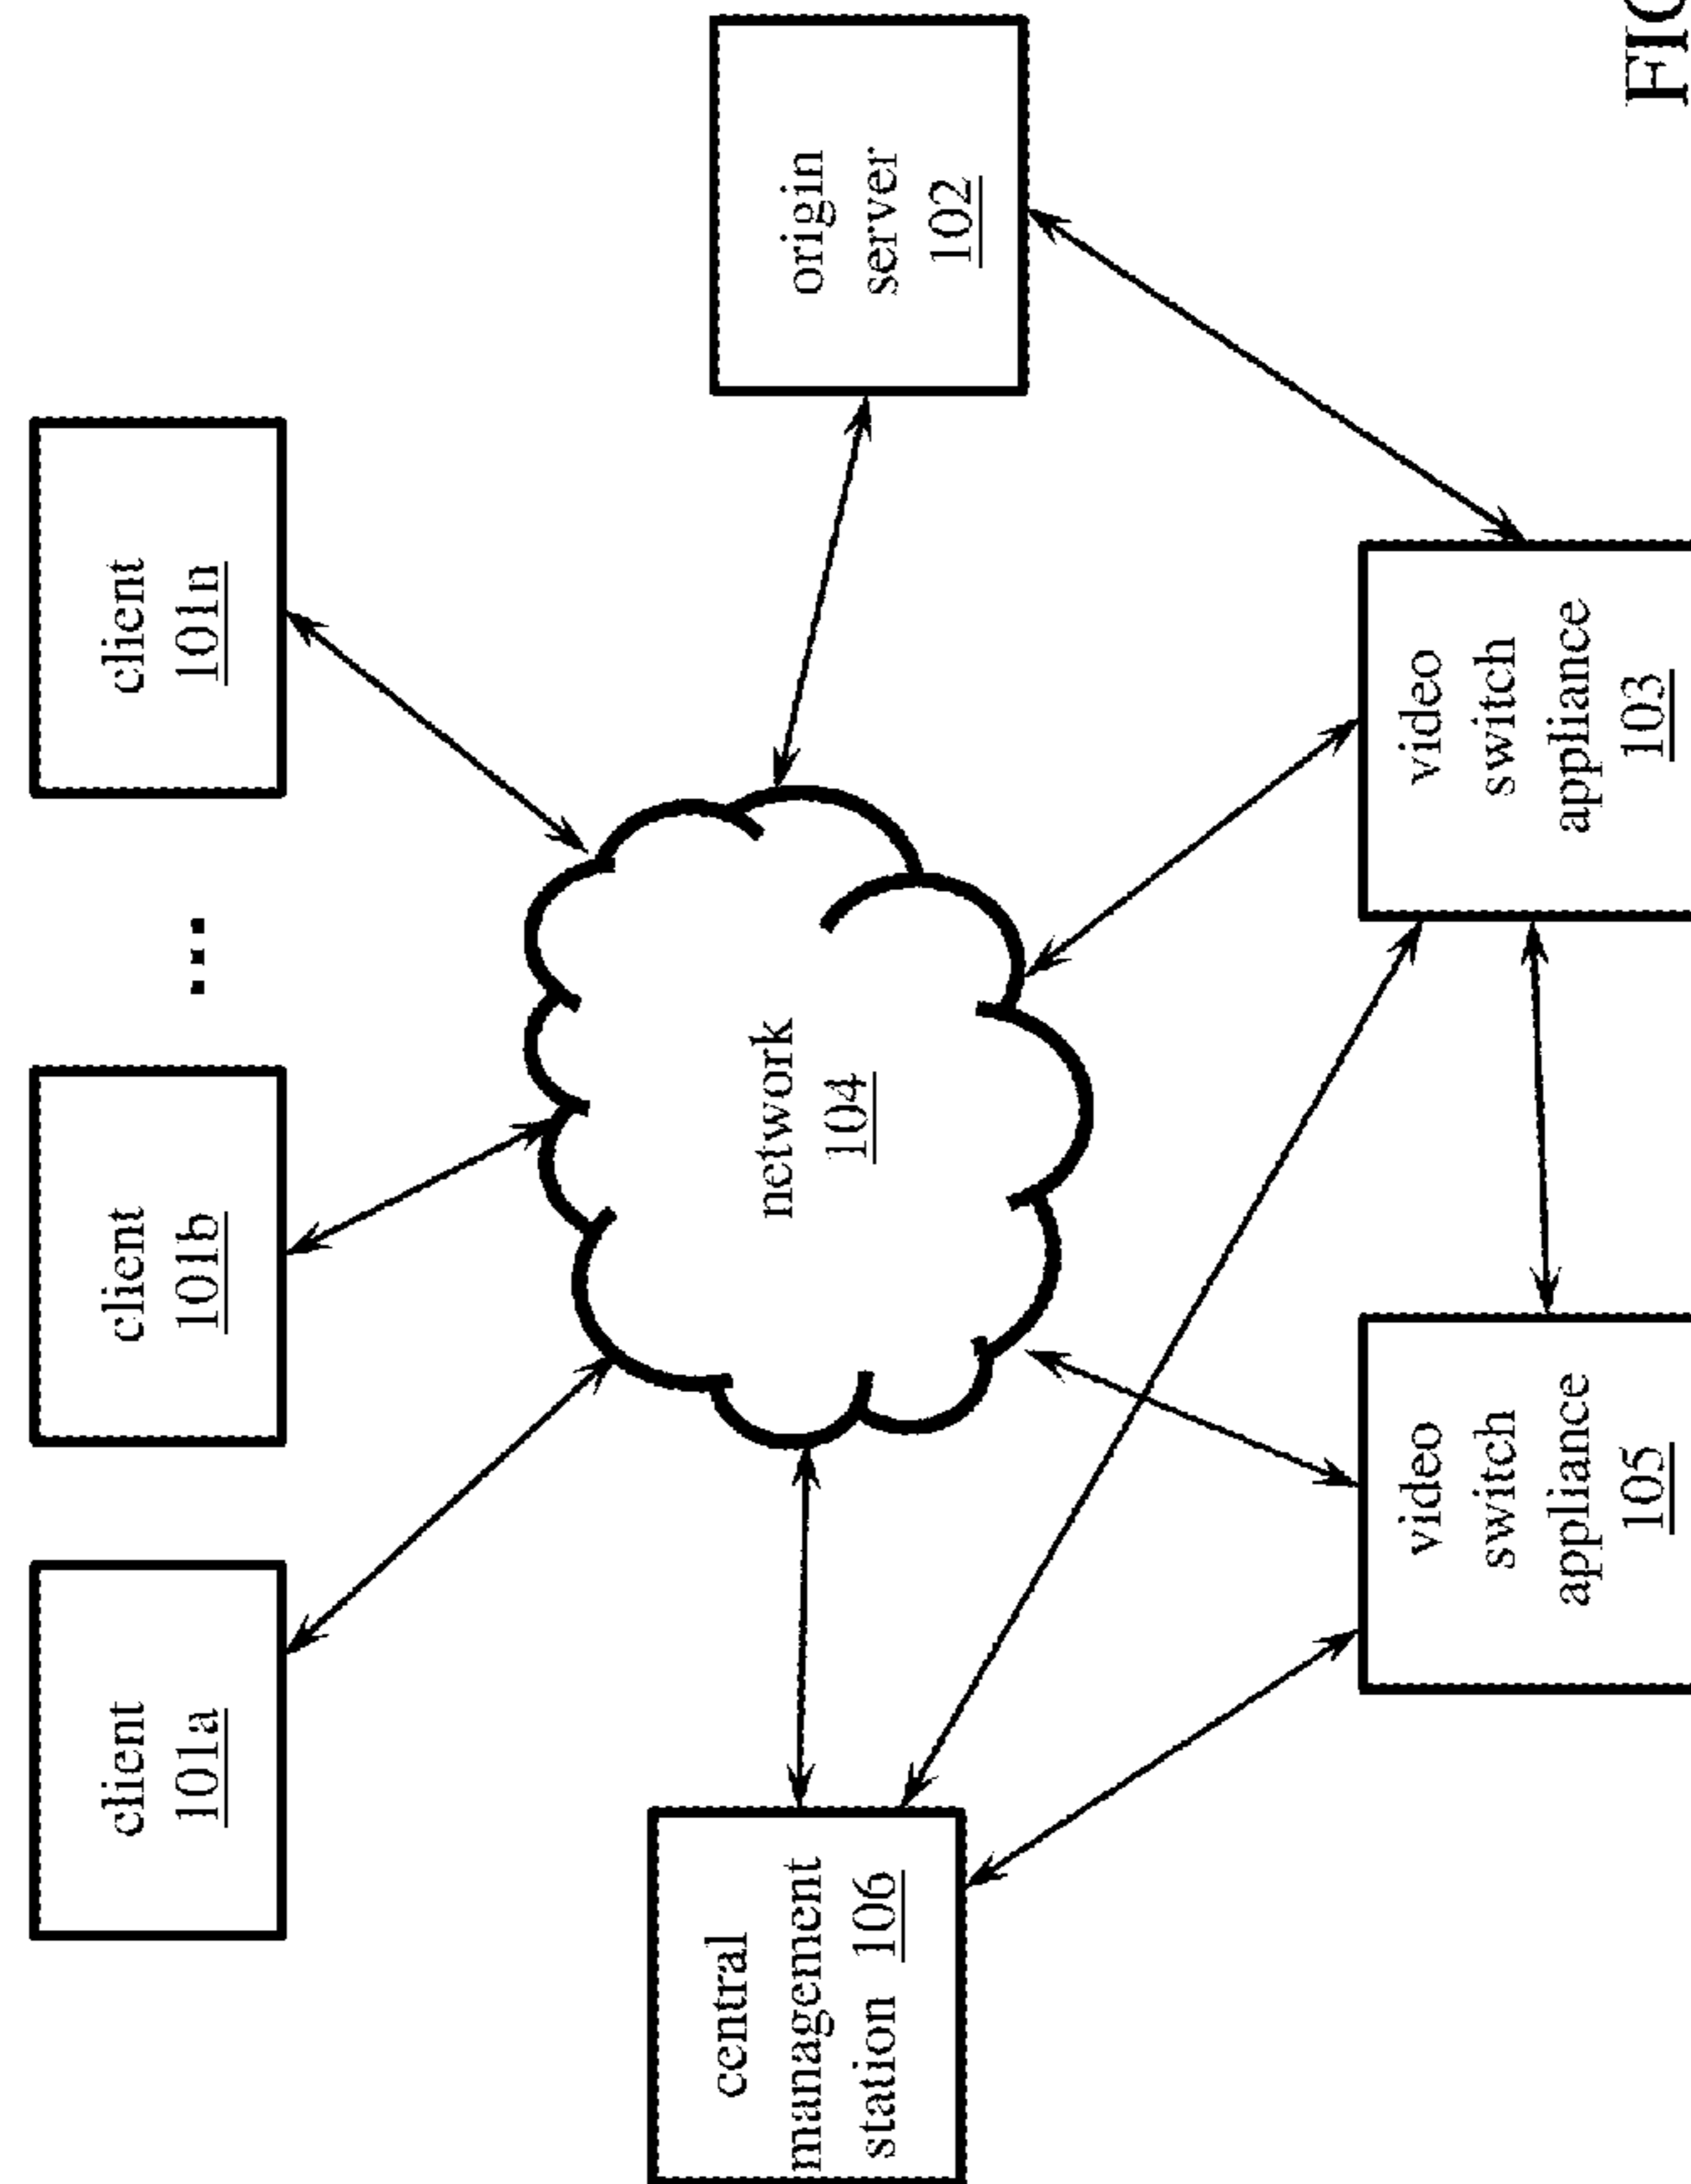 client
101a
client
101b
...
client
101n
central
management
station 106
network
104
origin
server
102
video
switch
appliance
105
video
switch
appliance
103
FIG